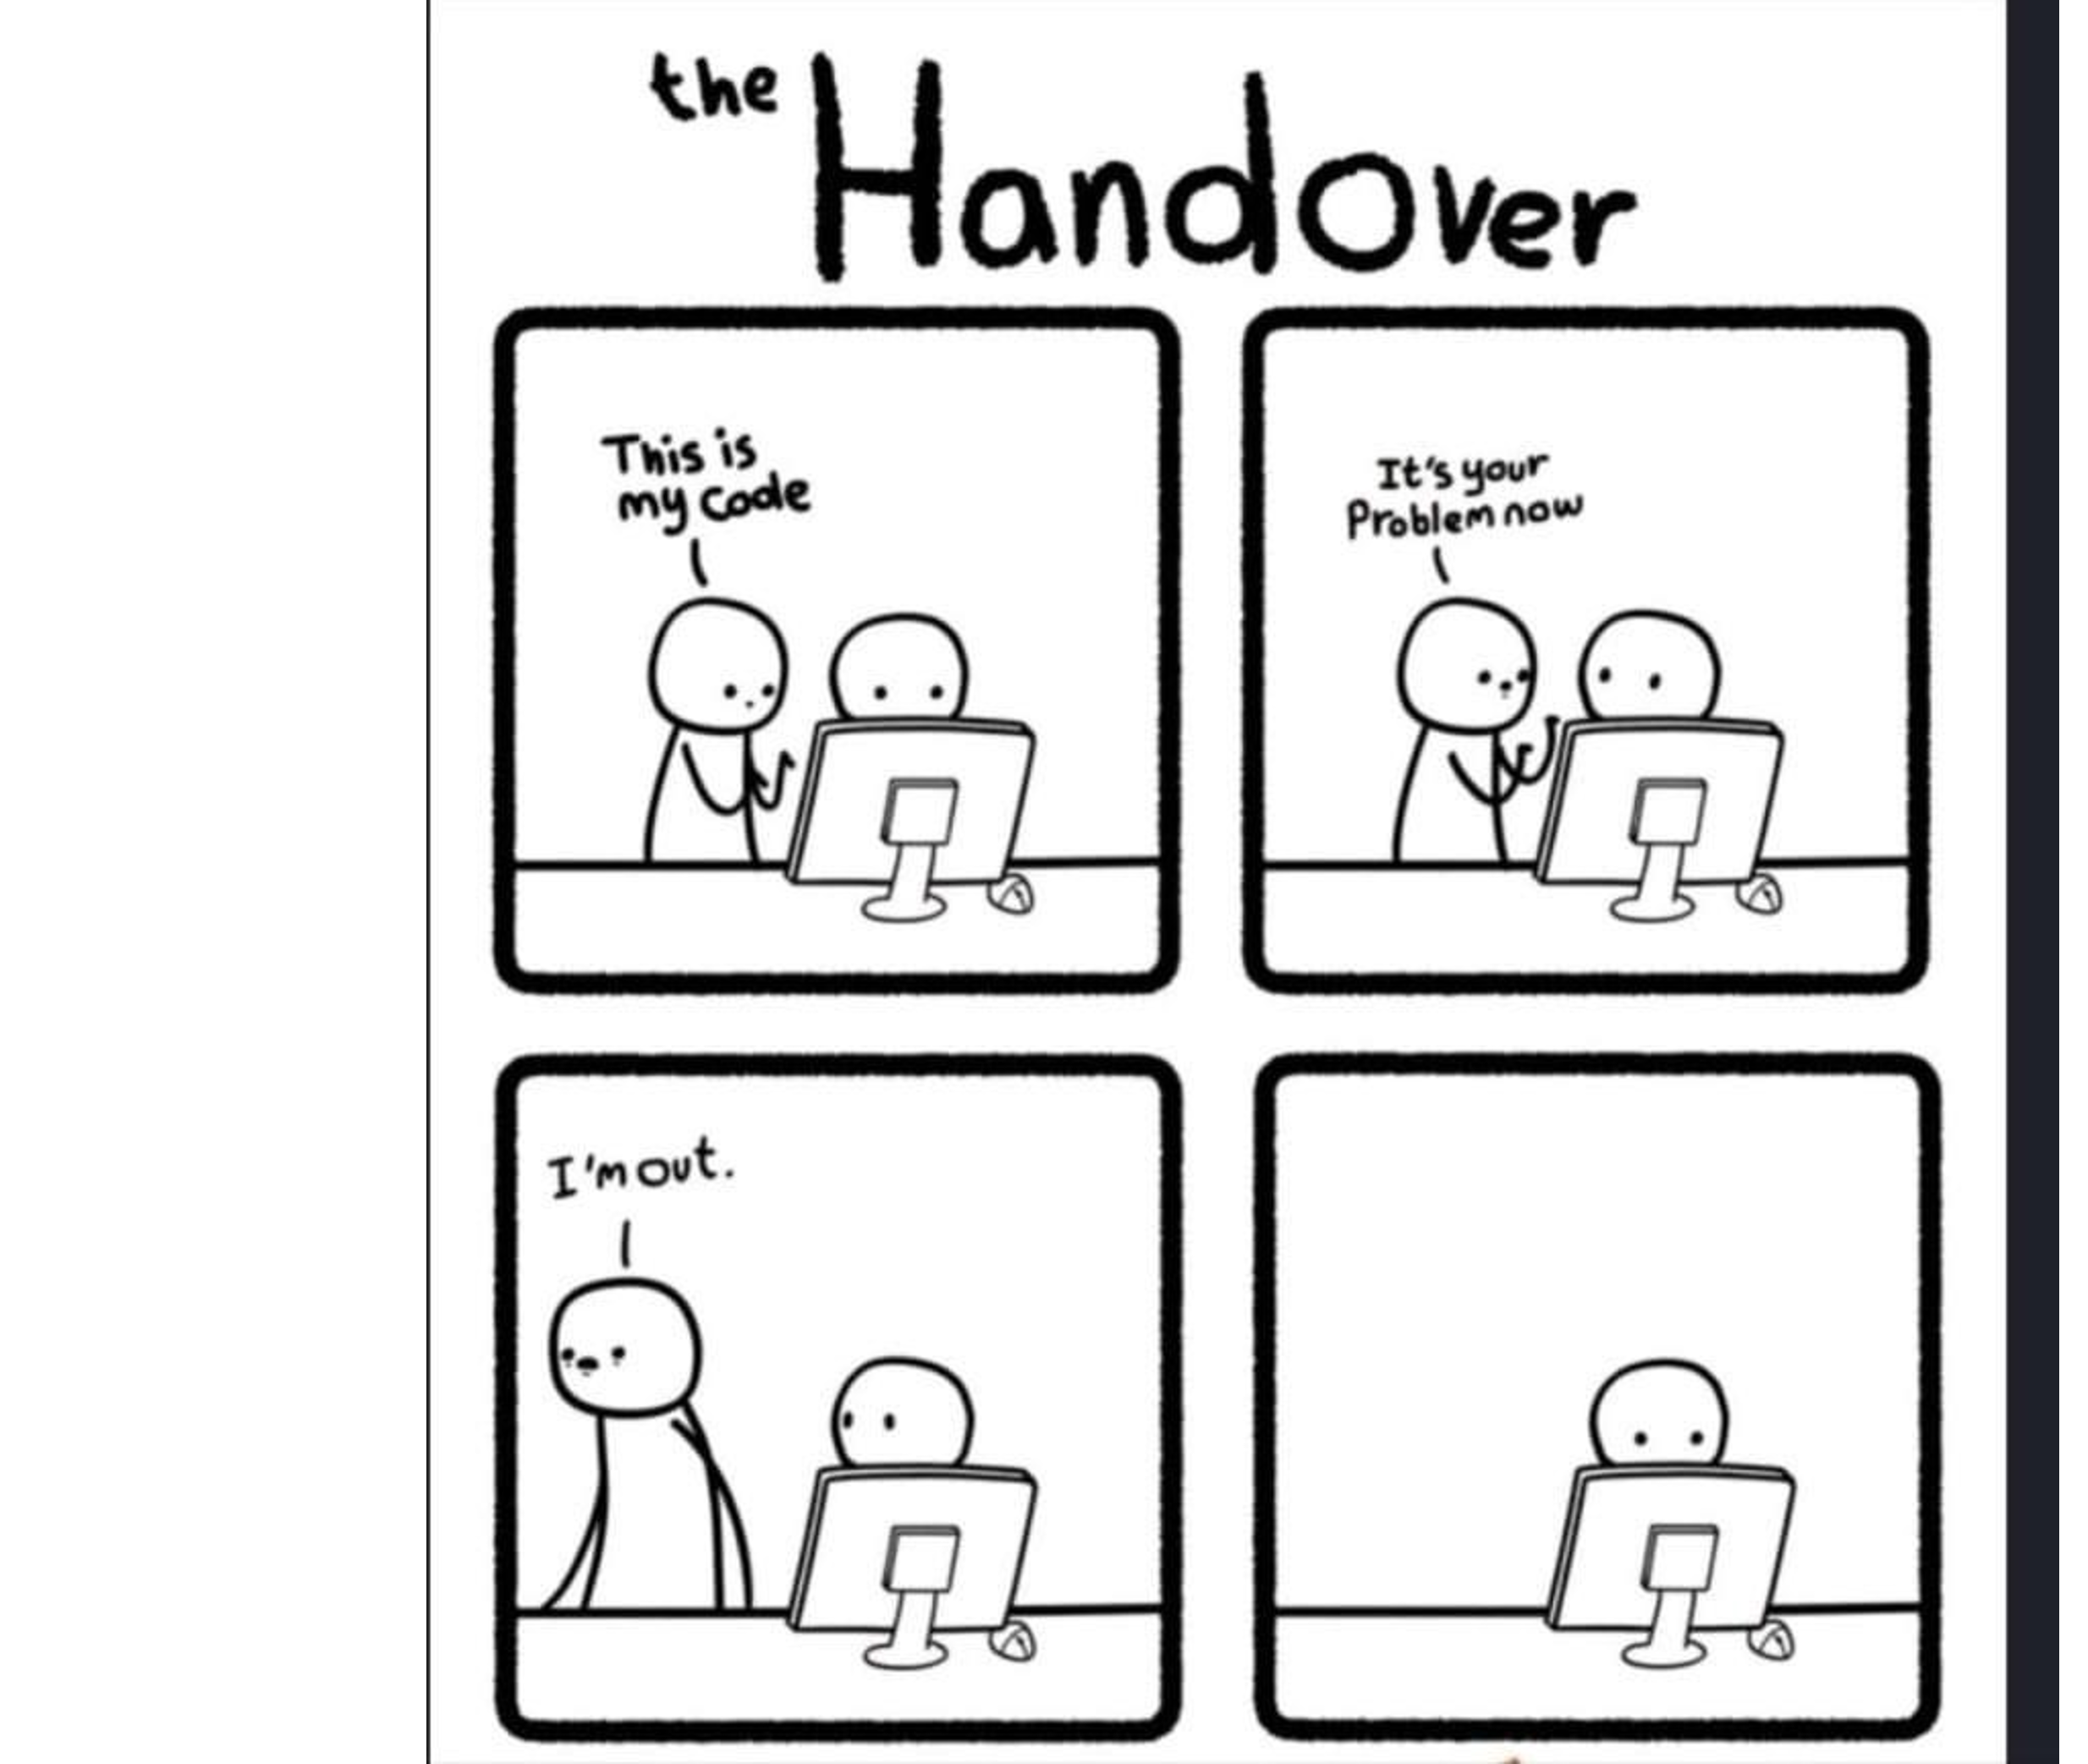 the Handover
This is
my code
It's your
Problem now
I'm out.